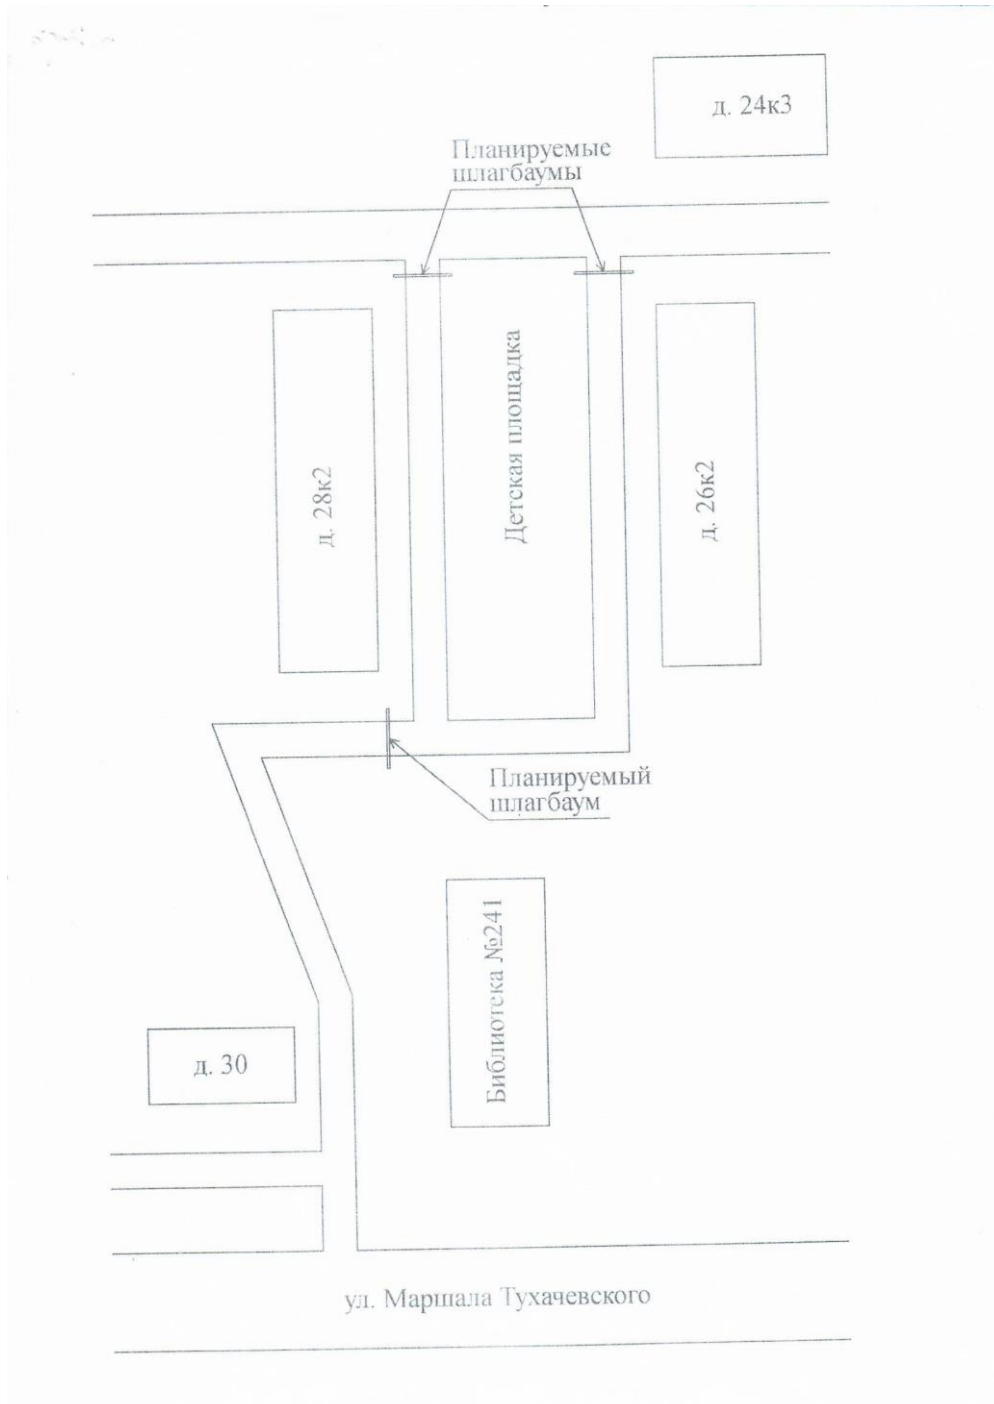 д. 24к3
Планируемые
шлагбаумы
Детская площадка
д. 28к2
д. 26к2
Планируемый
шлагбаум
Библиотека №241
д. 30
ул. Маршала Тухачевского